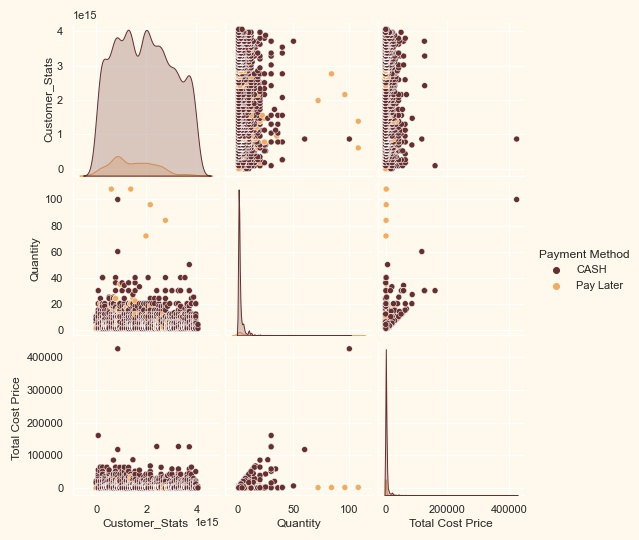 1e15
4
3
2
1
0
Customer_Stats
100
80
60
40
20
0
Quantity
Payment Method
CASH
Pay Later
400000
300000
200000
100000
0
Total Cost Price
0 2 4 0 50 100 0 200000 400000
Customer_Stats 1e15 Quantity Total Cost Price